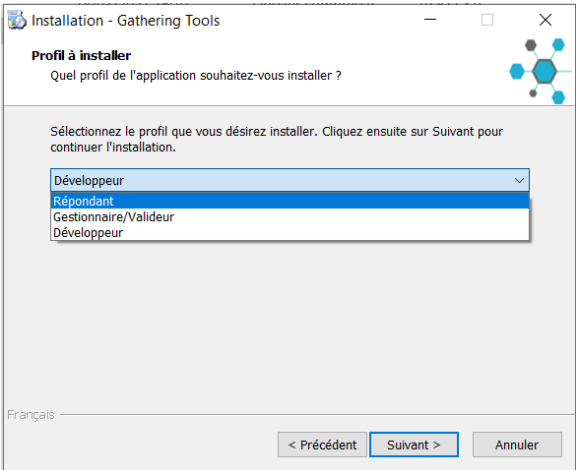 Installation - Gathering Tools
Profil à installer
Quel profil de l'application souhaitez-vous installer ?
Sélectionnez le profil que vous désirez installer. Cliquez ensuite sur Suivant pour
continuer l'installation.
Développeur
Répondant
Gestionnaire/Valideur
Développeur
Français
< Précédent
Suivant >
Annuler